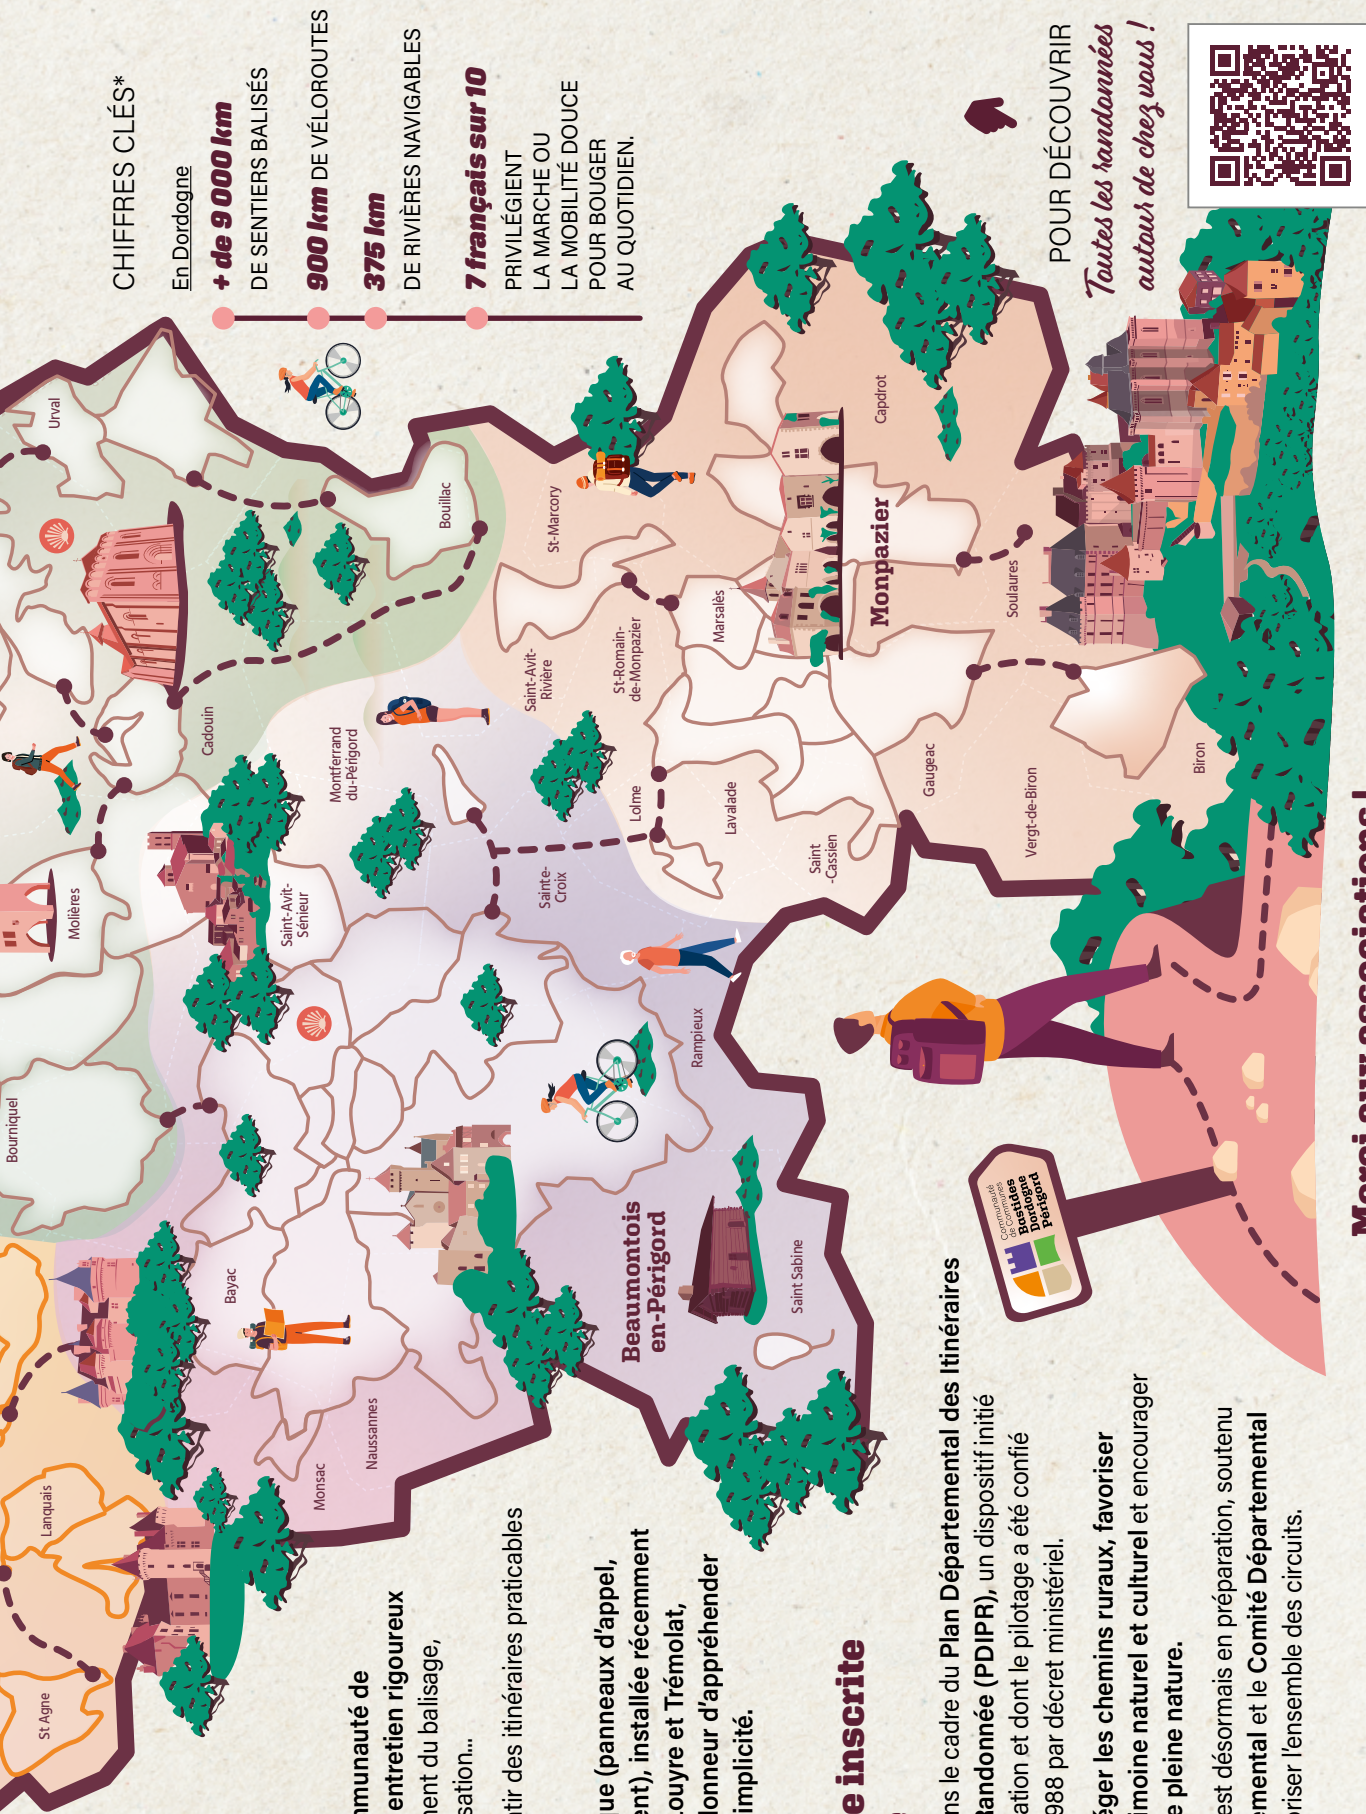 CHIFFRES CLÉS*
En Dordogne
+ de 9 000 km
DE SENTIERS BALISÉS
900 km DE VÉLOROUTES
375 km
DE RIVIÈRES NAVIGABLES
7 français sur 10
PRIVILÉGIENT
LA MARCHE OU
LA MOBILITÉ DOUCE
POUR BOUGER
AU QUOTIDIEN.
POUR DÉCOUVRIR
Toutes les randonnées
autour de chez vous !
Urval
Bouillac
St-Marcory
Capdrot
Monpazier
Soulaures
Marsalès
St-Romain-
de-Monpazier
Saint-Avit-
Rivière
Cadouin
Montferrand
du-Périgord
Lolme
Lavalade
Gaugeac
Biron
Vergt-de-Biron
Saint
-Cassien
Sainte-
Croix
Molières
Saint-Avit-
Sénieur
Rampieux
Bourniquel
Bayac
Beaumontois
en-Périgord
Saint Sabine
Naussannes
Monsac
Lanquais
St Agne
Communauté
de Communes
Bastides
Dordogne
Périgord
mmunauté de
entretien rigoureux
ment du balisage,
sation...
tir des itinéraires praticables
que (panneaux d'appel,
ent), installée récemment
ouyre et Trémolat,
donneur d'appréhender
implicité.
e inscrite
ns le cadre du Plan Départemental des Itinéraires
Randonnée (PDIPR), un dispositif initié
ation et dont le pilotage a été confié
988 par décret ministériel.
éger les chemins ruraux, favoriser
imoine naturel et culturel et encourager
e pleine nature.
est désormais en préparation, soutenu
emental et le Comité Départemental
riser l'ensemble des circuits.
Merci aux associations !